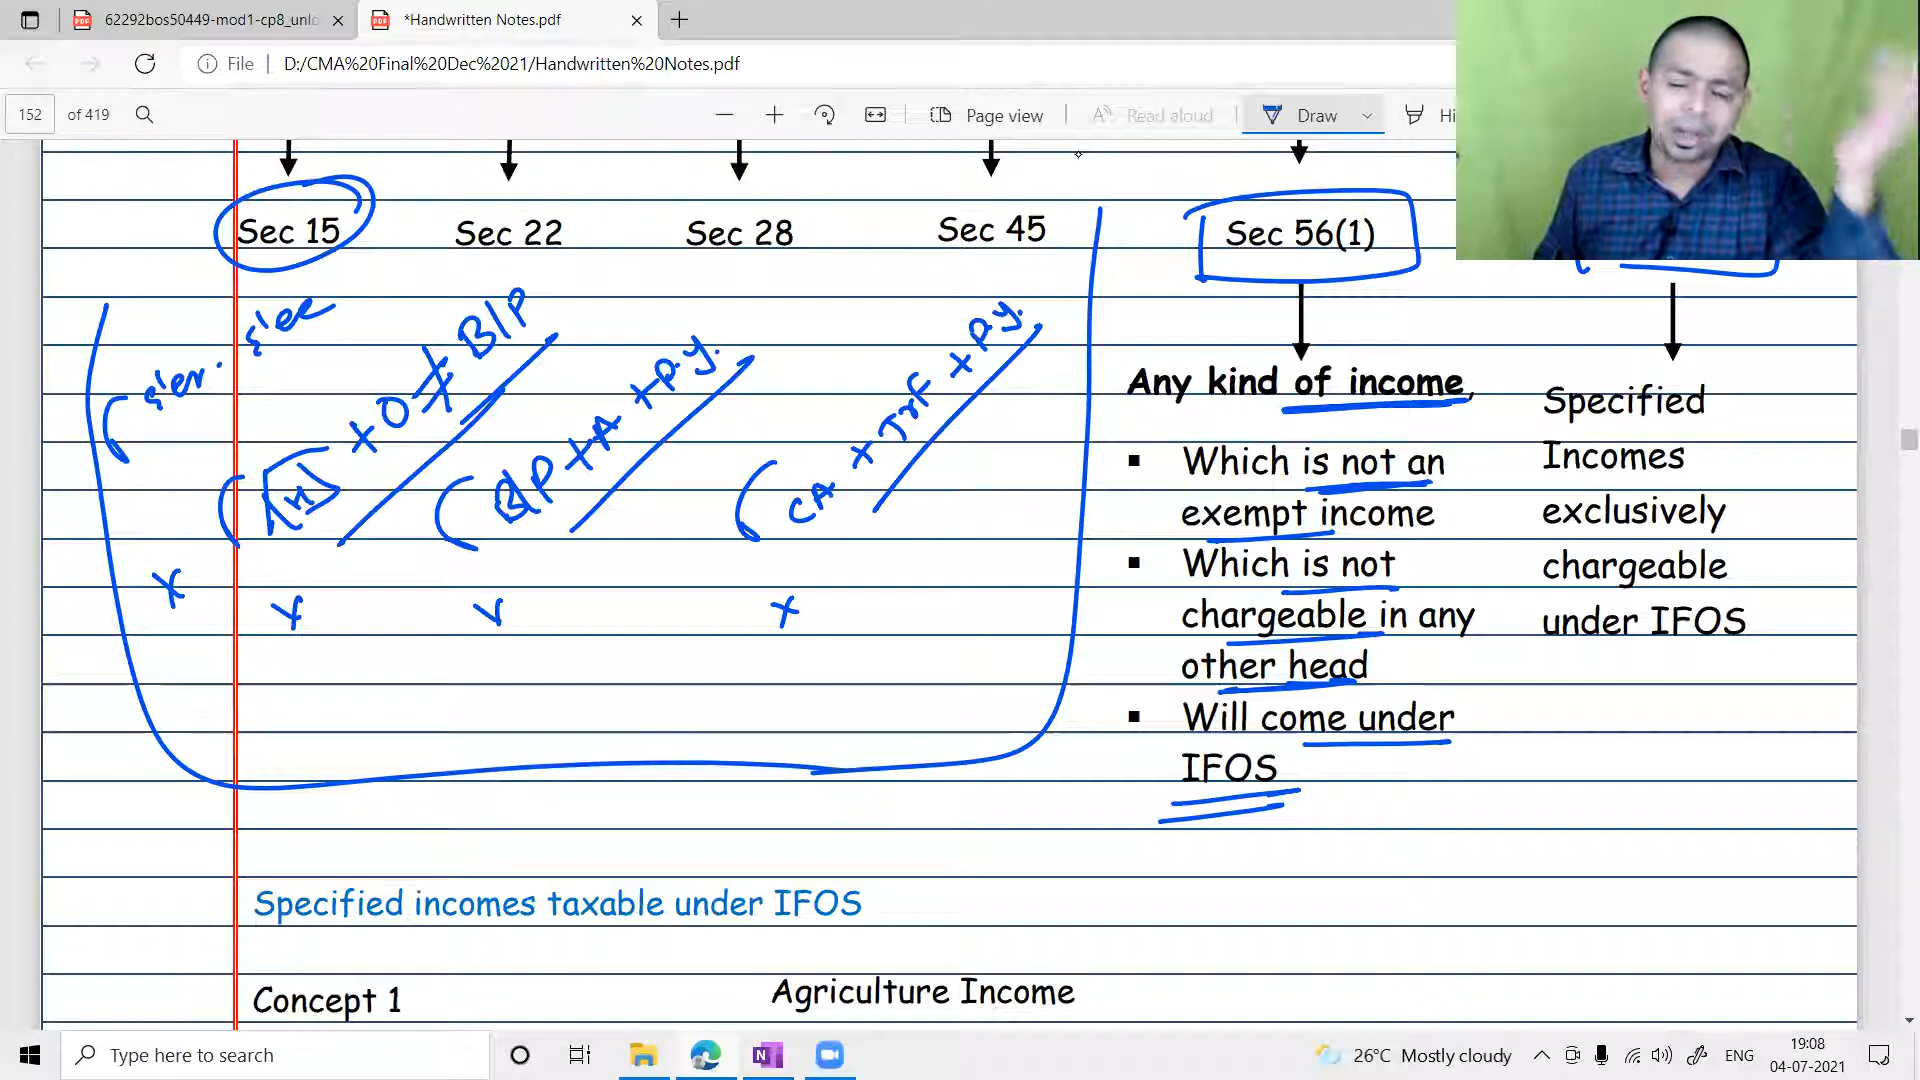 62292bos50449-mod1-cp8_unlo
*Handwritten Notes.pdf
File
D:/CMA%20Final%20Dec%2021/Handwritten%20Notes.pdf
152 of 419
Page view
Read aloud
Draw
Hi
Sec 15
Sec 22
Sec 28
Sec 45
Sec 56(1)
+ O + B/P
B/P + A + P.Y.
CA + Trf + P.Y.
Any kind of income,
Which is not an
exempt income
Which is not
chargeable in any
other head
Will come under
IFOS
Specified
Incomes
exclusively
chargeable
under IFOS
Specified incomes taxable under IFOS
Concept 1
Agriculture Income
Type here to search
26°C Mostly cloudy
ENG
19:08
04-07-2021